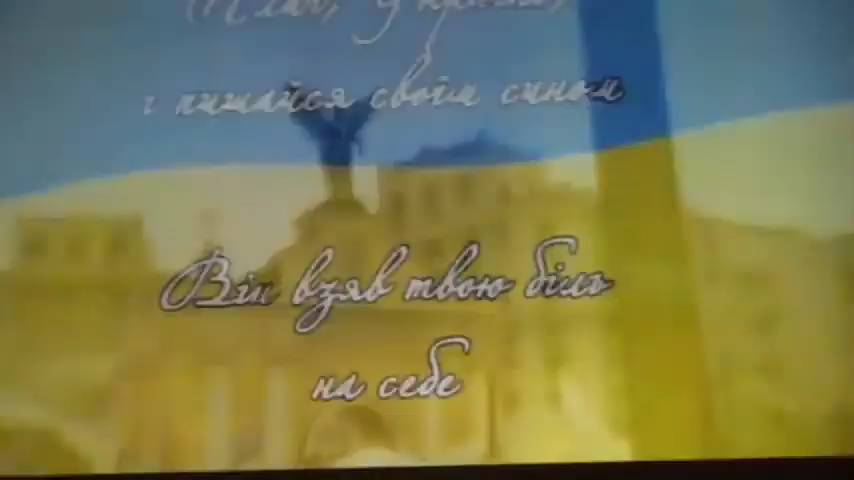 і пишайся своїм сином
Він взяв твою біль
на себе